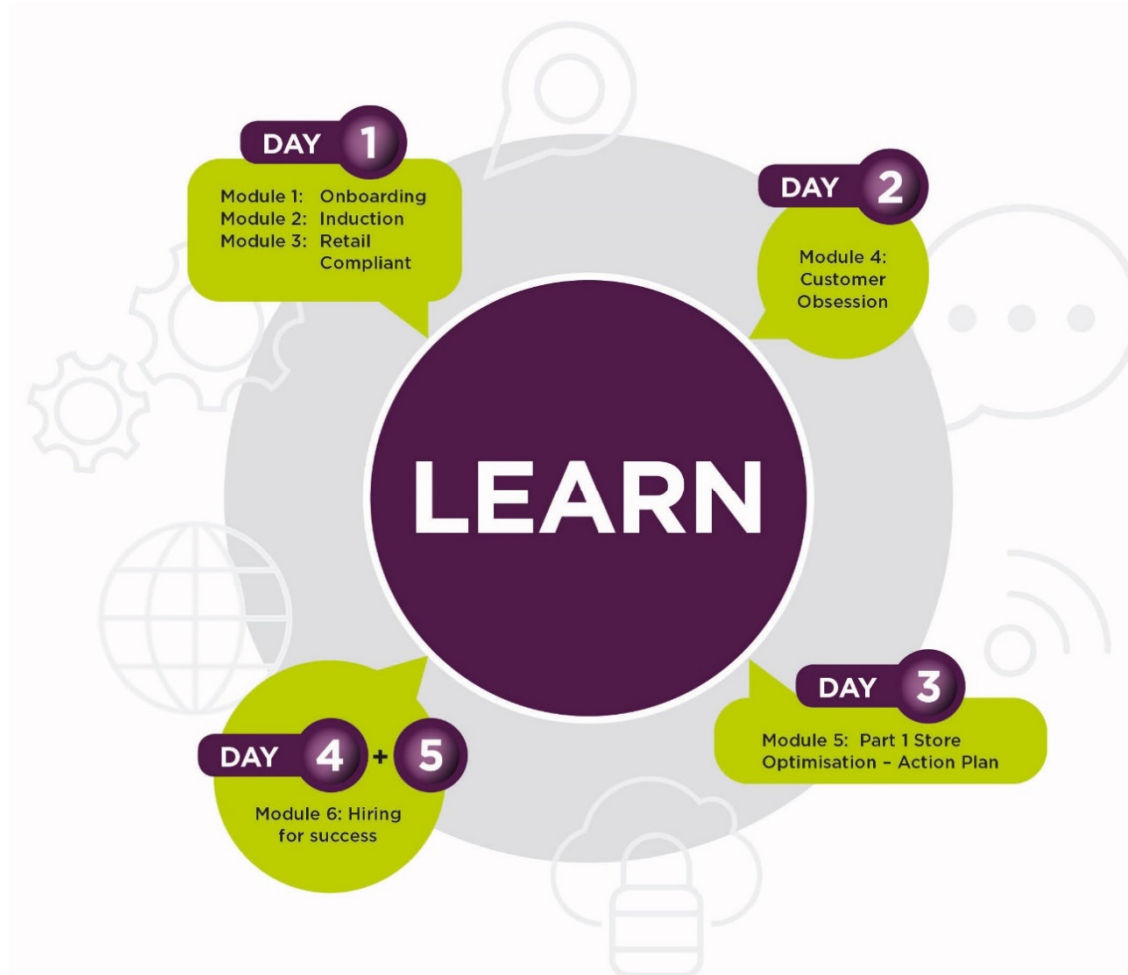 DAY 1
Module 1: Onboarding
Module 2: Induction
Module 3: Retail
Compliant
DAY 2
Module 4:
Customer
Obsession
LEARN
DAY 3
Module 5: Part 1 Store
Optimisation – Action Plan
DAY 4 + 5
Module 6: Hiring
for success